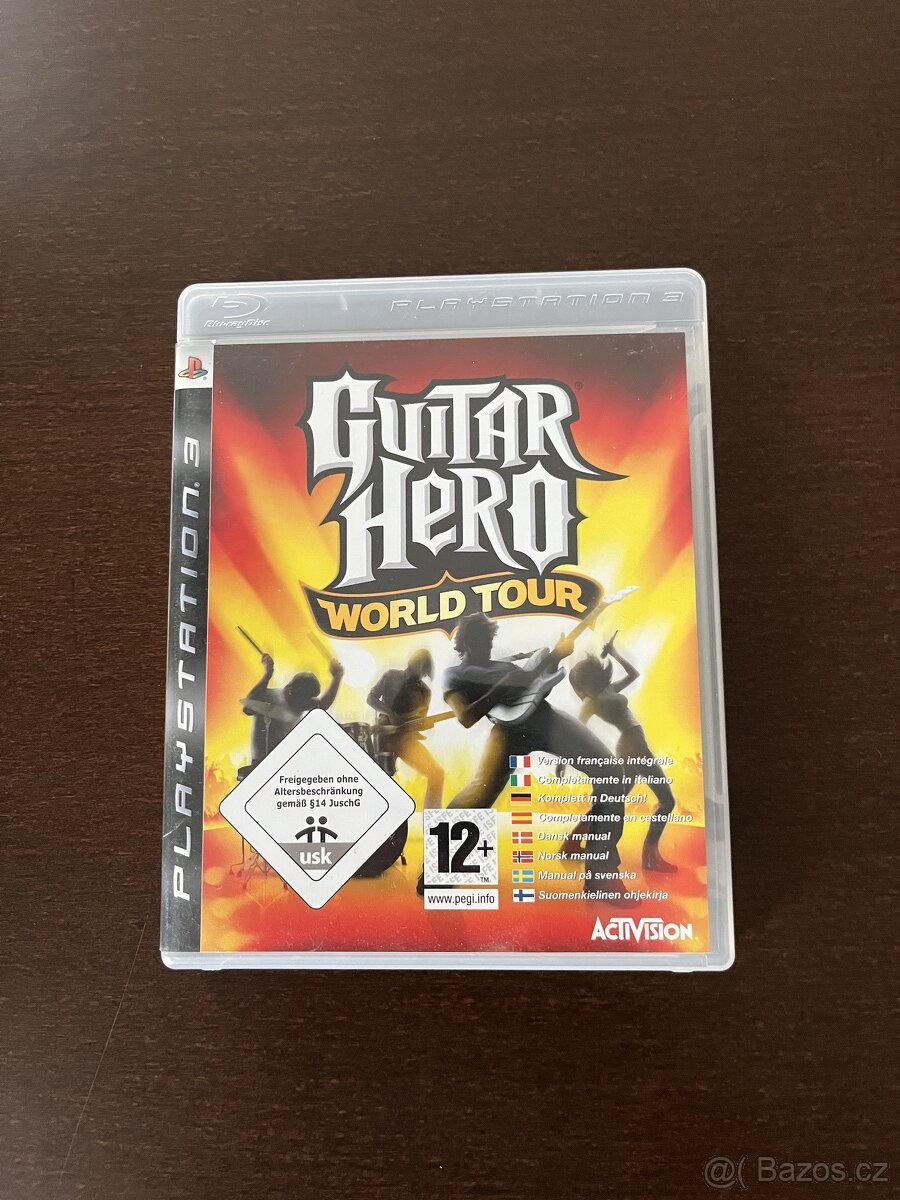 Blu-ray Disc
PLAYSTATION 3
PLAYSTATION® 3
GUITAR
HERO®
WORLD TOUR
Freigegeben ohne
Altersbeschränkung
gemäß §14 JuschG
usk
12+
TM
www.pegi.info
Version française intégrale
Completamente in italiano
Komplett in Deutsch!
Completamente en castellano
Dansk manual
Norsk manual
Manual på svenska
Suomenkielinen ohjekirja
ACTIVISION.
@( Bazos.cz